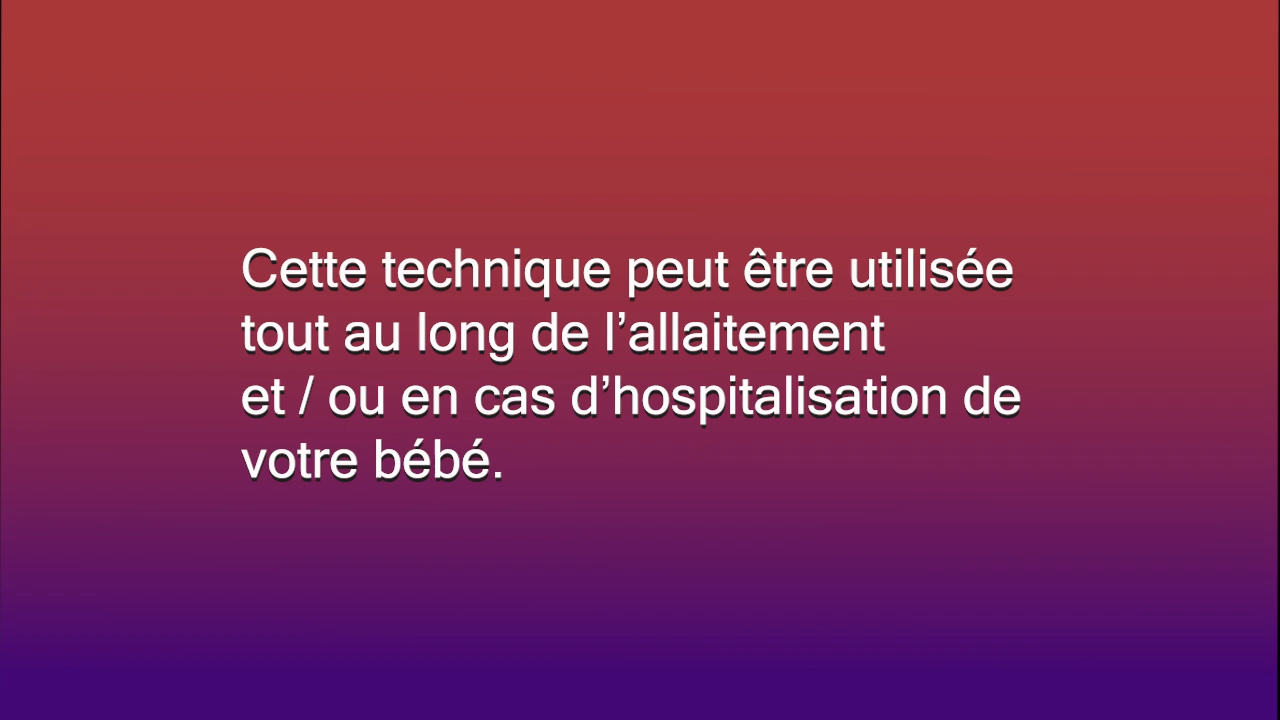 Cette technique peut être utilisée
tout au long de l’allaitement
et / ou en cas d’hospitalisation de
votre bébé.